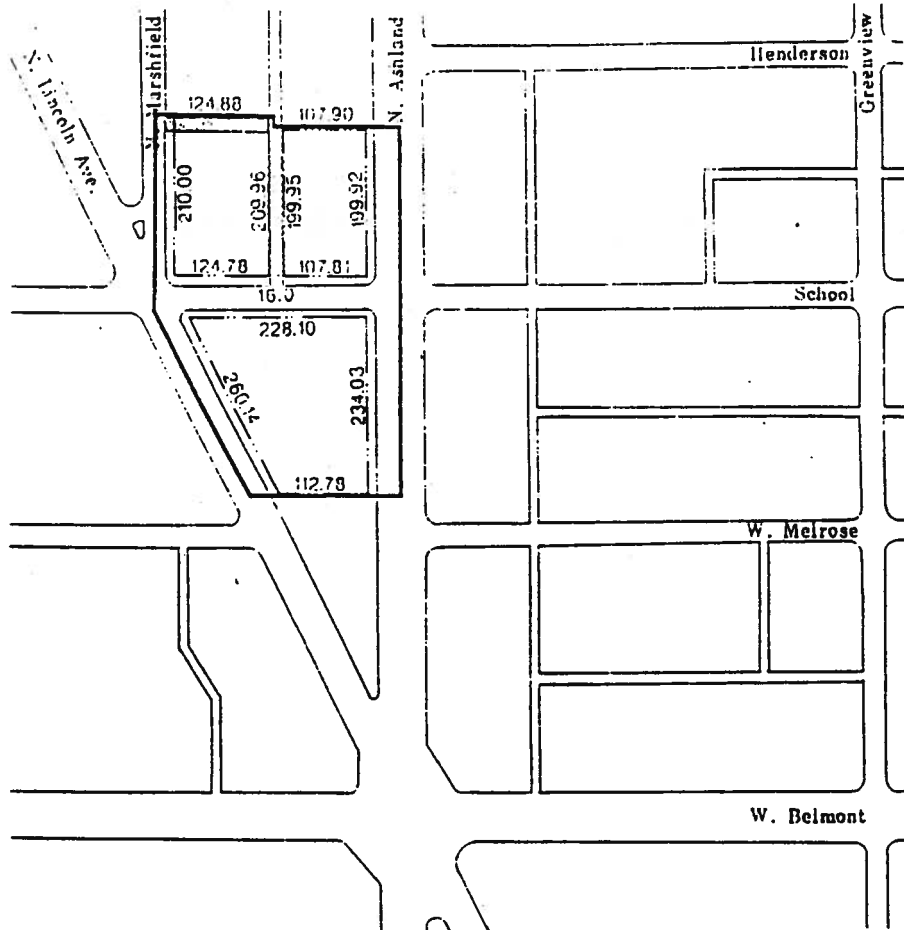 N. Lincoln Ave.
N. Marshfield
N. Ashland
Henderson
Greenview
124.88
107.90
210.00
209.96
199.95
199.92
124.78
107.81
16.0
School
228.10
260.14
234.03
112.78
W. Melrose
W. Belmont